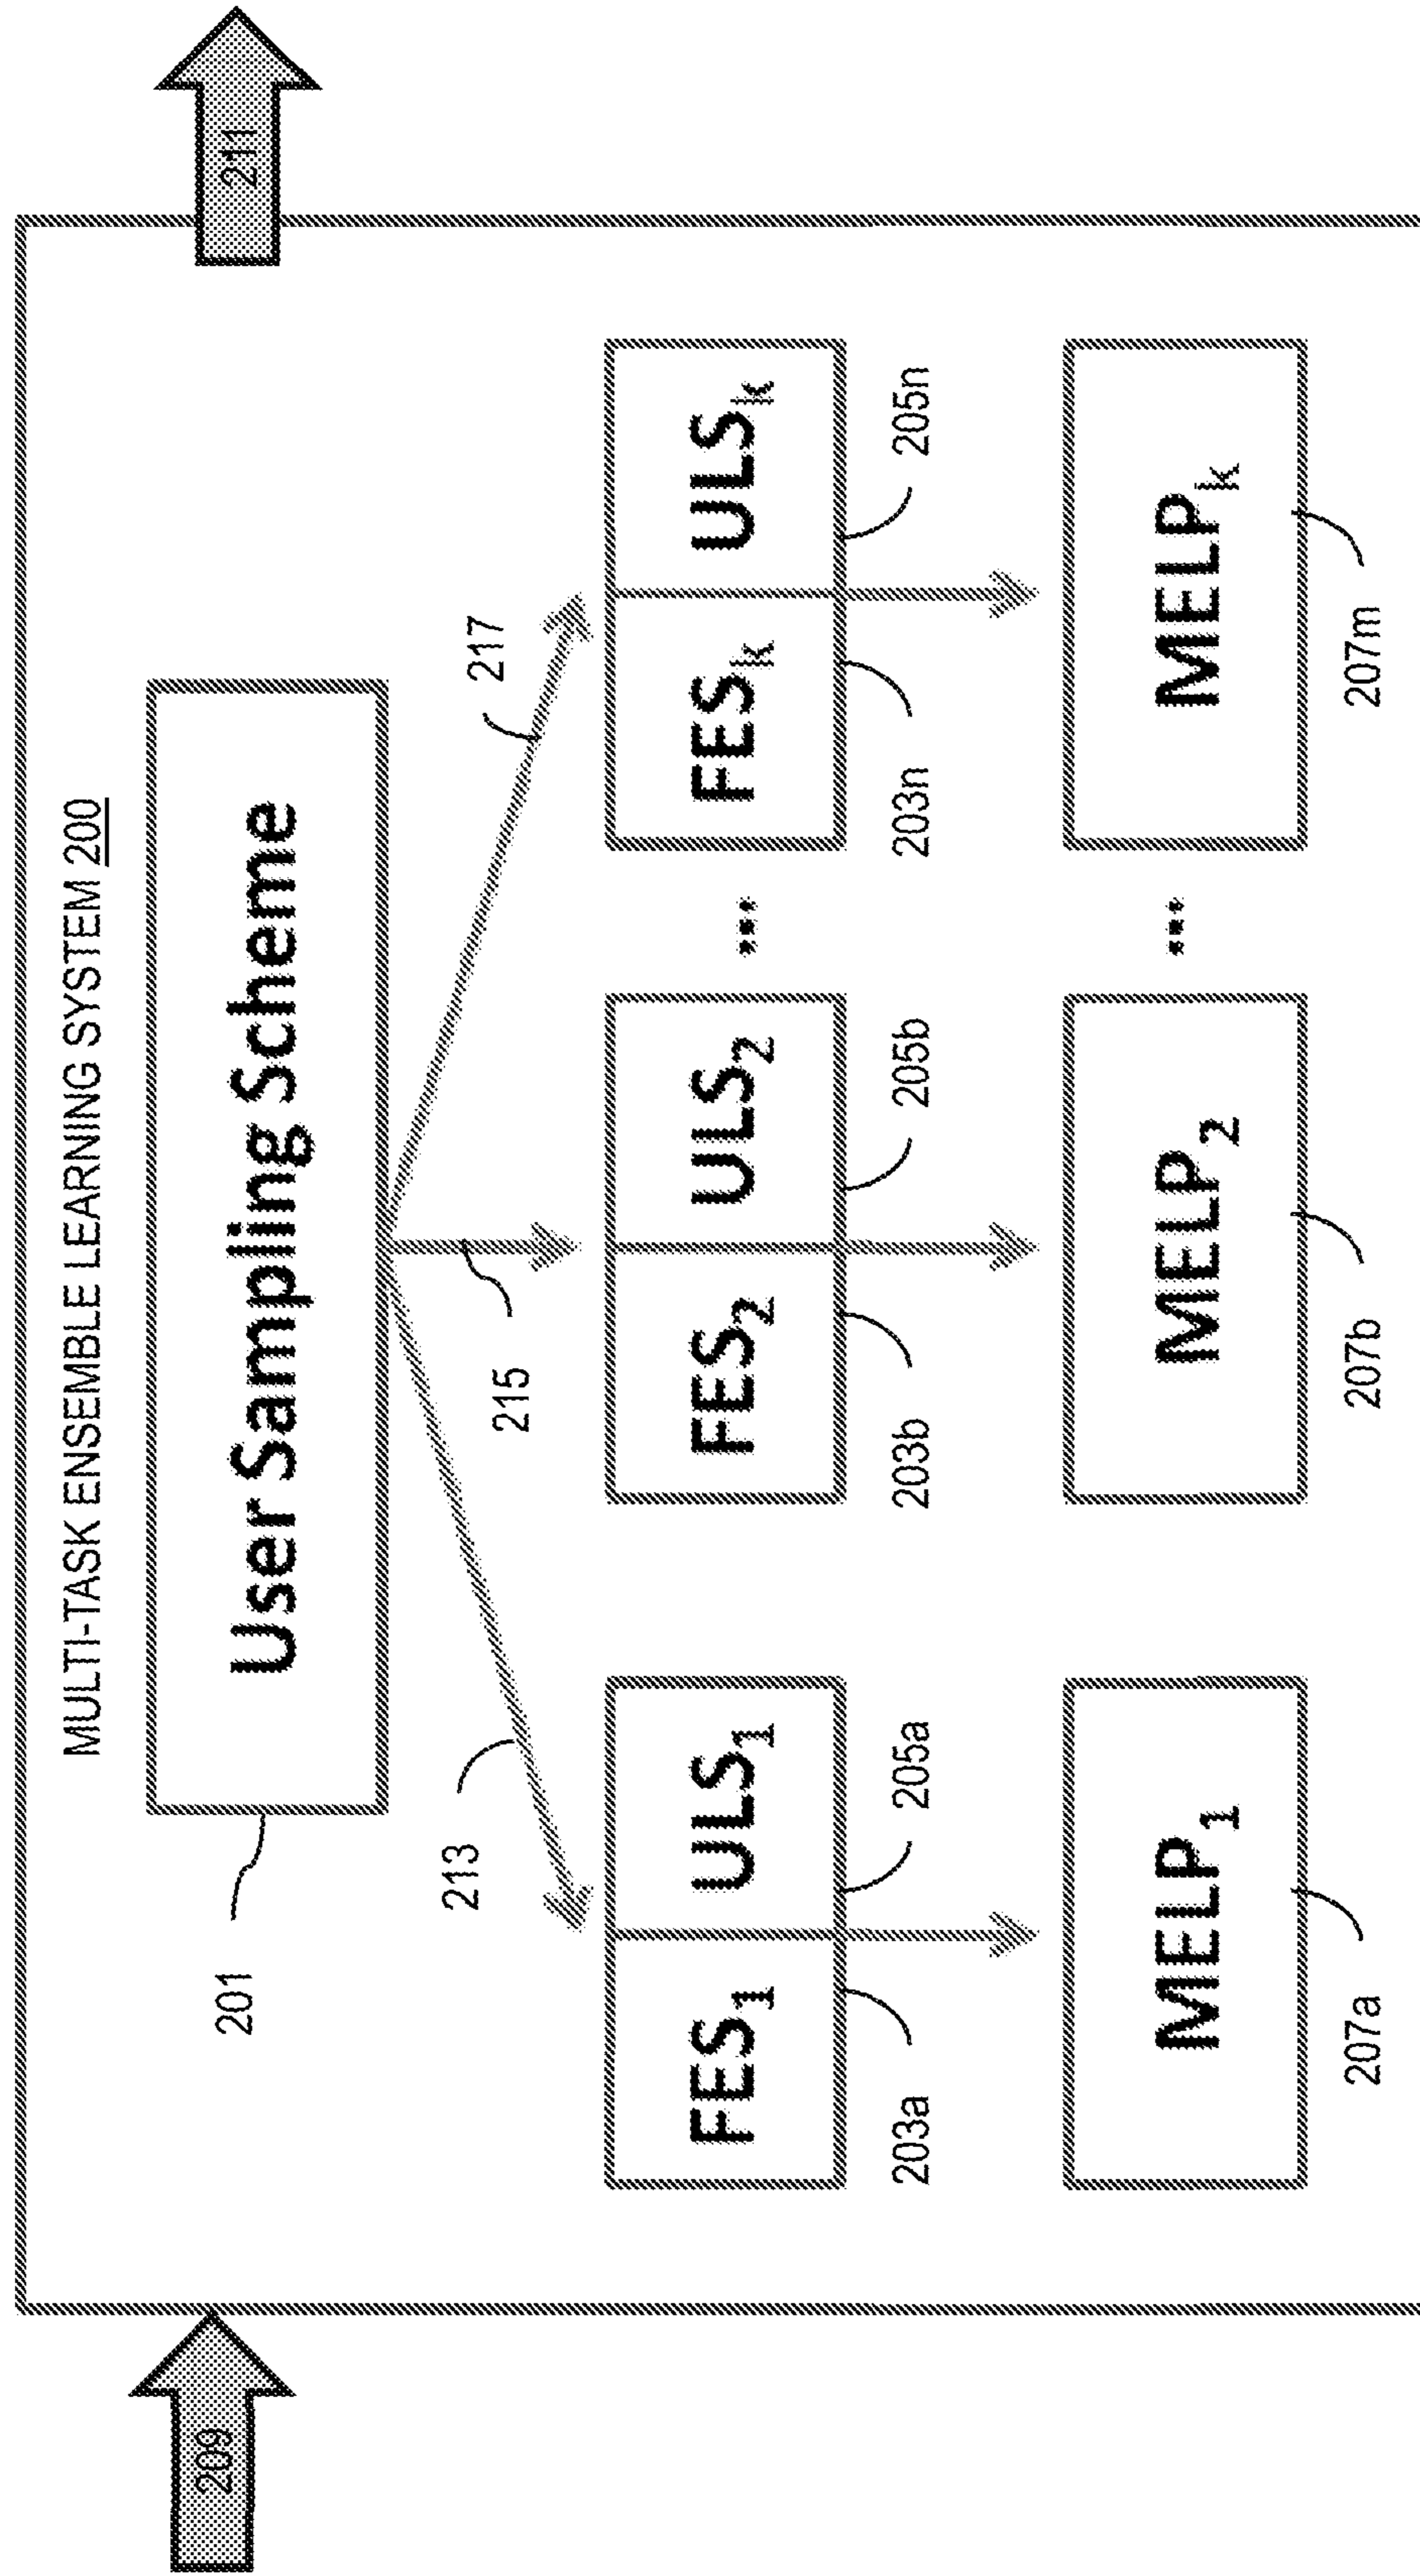 MULTI-TASK ENSEMBLE LEARNING SYSTEM 200
209
211
201
User Sampling Scheme
213
215
217
FES1 ULS1
FES2 ULS2
...
FESk ULSk
203a 205a
203b 205b
203n 205n
MELP1
MELP2
...
MELPk
207a
207b
207m